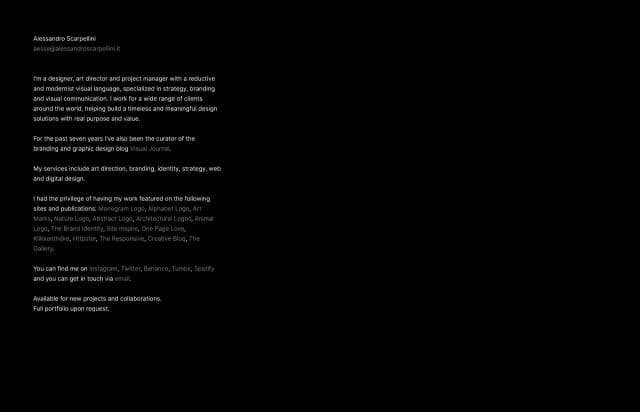 Alessandro Scarpellini
aesse@alessandroscarpellini.it
I'm a designer, art director and project manager with a reductive
and modernist visual language, specialized in strategy, branding
and visual communication. I work for a wide range of clients
around the world, helping build a timeless and meaningful design
solutions with real purpose and value.
For the past seven years I've also been the curator of the
branding and graphic design blog Visual Journal.
My services include art direction, branding, identity, strategy, web
and digital design.
I had the privilege of having my work featured on the following
sites and publications: Monogram Logo, Alphabet Logo, Art
Marks, Nature Logo, Abstract Logo, Architectural Logos, Animal
Logo, The Brand Identity, Site Inspire, One Page Love,
Klikkenthéke, Httpster, The Responsive, Creative Bloq, The
Gallery.
You can find me on Instagram, Twitter, Behance, Tumblr, Spotify
and you can get in touch via email.
Available for new projects and collaborations.
Full portfolio upon request.